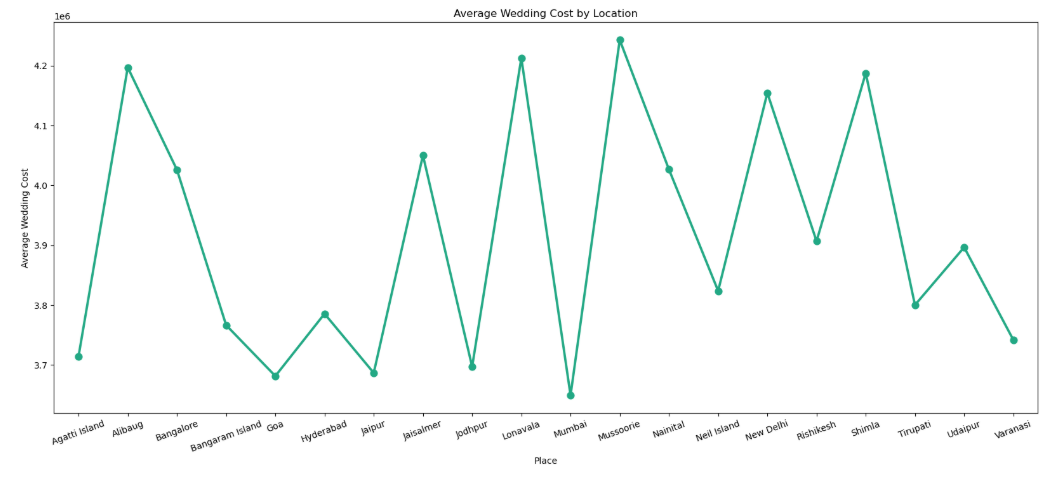 Average Wedding Cost by Location
1e6
4.2
4.1
4.0
3.9
3.8
3.7
Average Wedding Cost
Agatti Island
Alibaug
Bangalore
Bangaram Island
Goa
Hyderabad
Jaipur
Jaisalmer
Jodhpur
Lonavala
Mumbai
Mussoorie
Nainital
Neil Island
New Delhi
Rishikesh
Shimla
Tirupati
Udaipur
Varanasi
Place